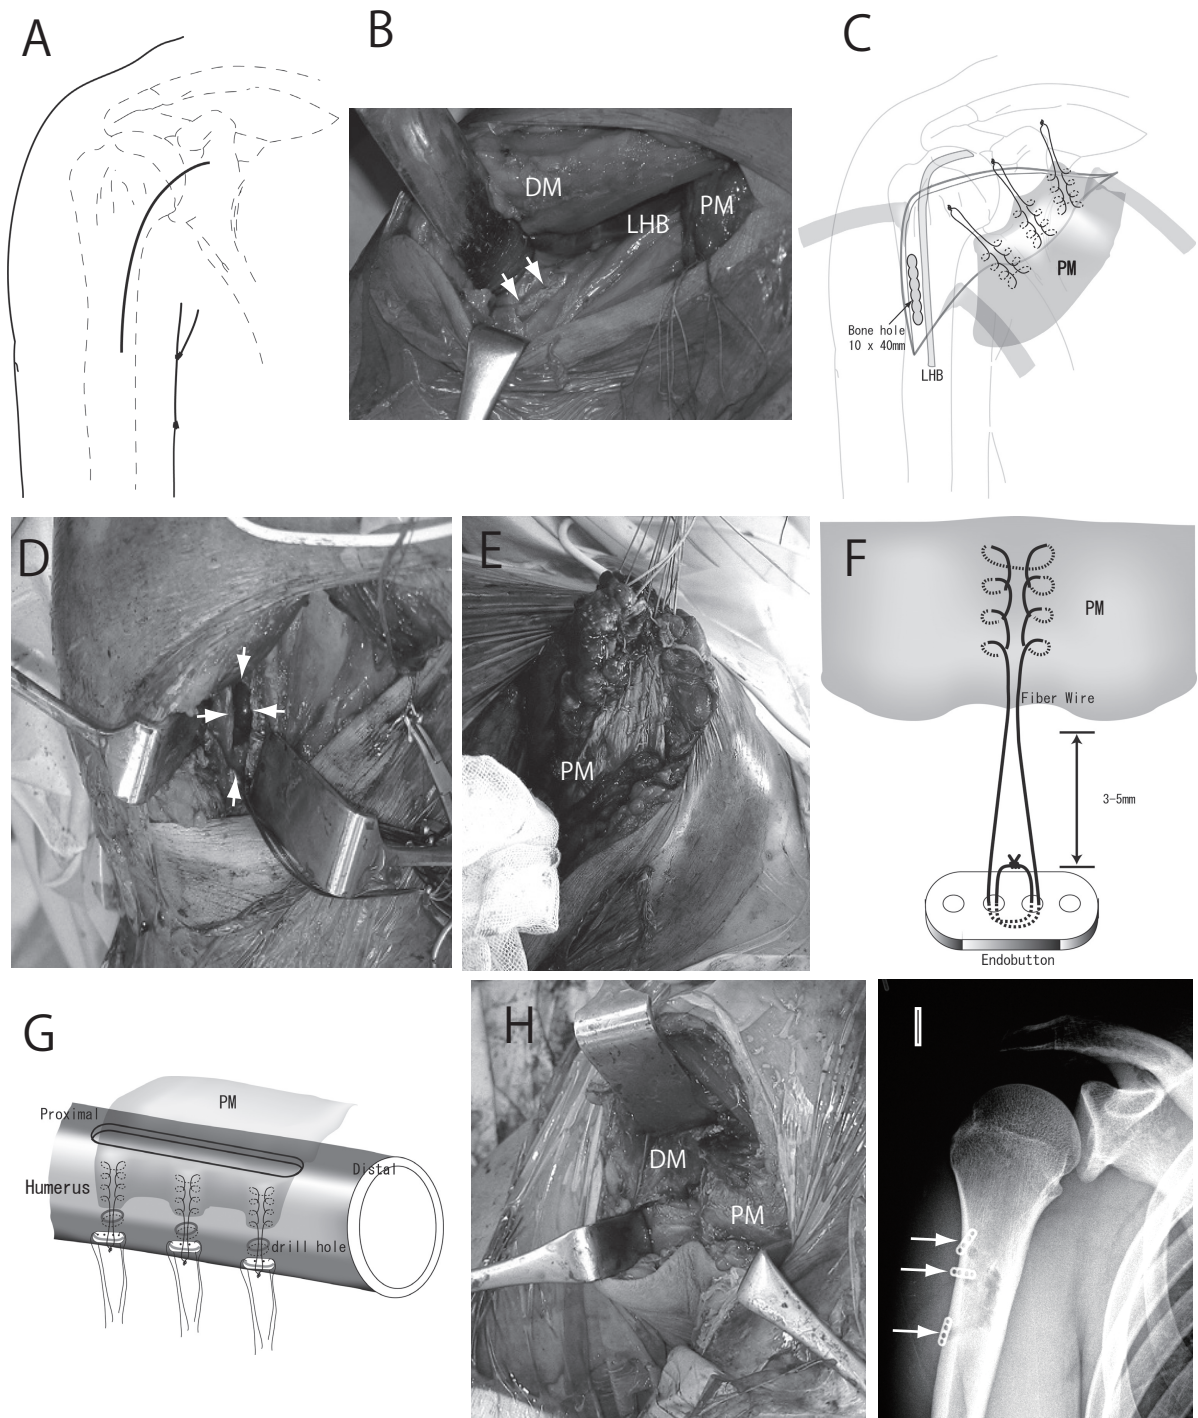 A
B
C
DM
LHB
PM
PM
Bone hole
10 x 40mm
LHB
D
E
F
PM
PM
Fiber Wire
3-5mm
Endobutton
G
H
I
PM
Proximal
Distal
Humerus
drill hole
DM
PM